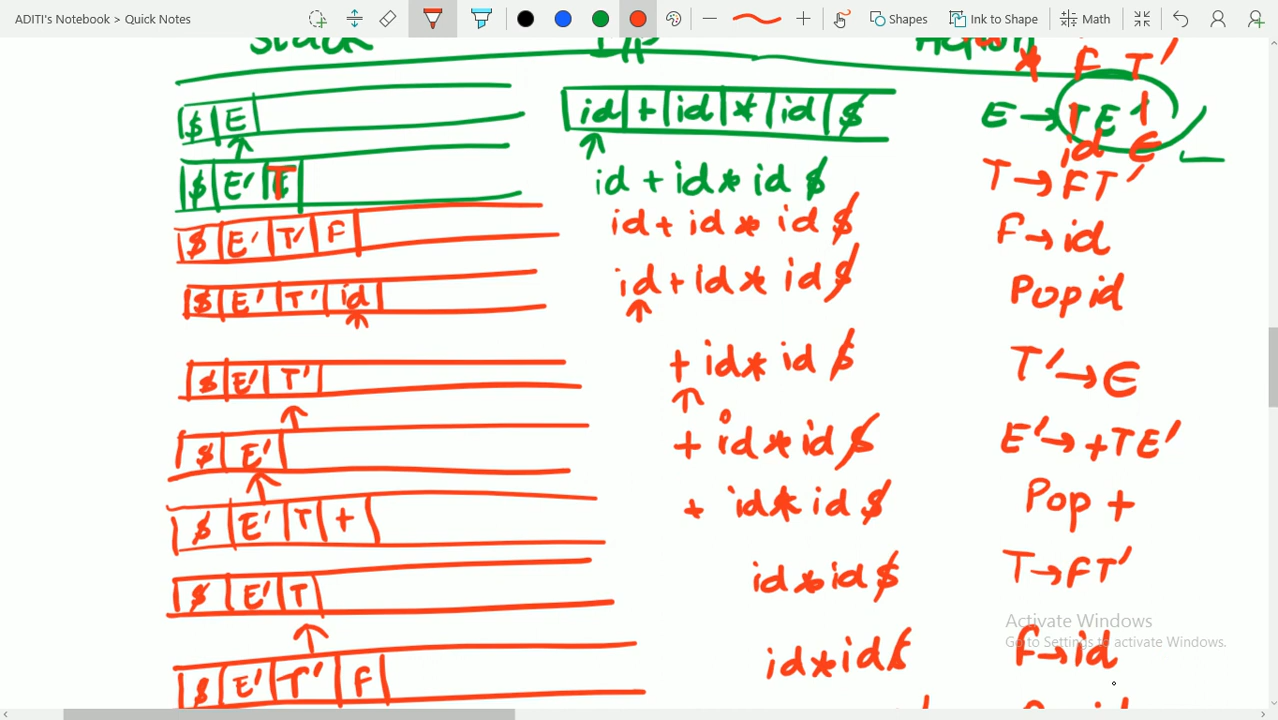 ADITI's Notebook > Quick Notes
Shapes
Ink to Shape
Math
Stack I/P Action
* F T'
$ E id + id * id $ E → TE'
id ϵ
$ E' T id + id * id $ T → FT'
$ E' T' F id + id * id $ F → id
$ E' T' id id + id * id $ Pop id
$ E' T' + id * id $ T' → ϵ
$ E' + id * id $ E' → +TE'
$ E' T + + id * id $ Pop +
$ E' T id * id $ T → FT'
Activate Windows
Go to Settings to activate Windows.
$ E' T' F id * id $ F → id